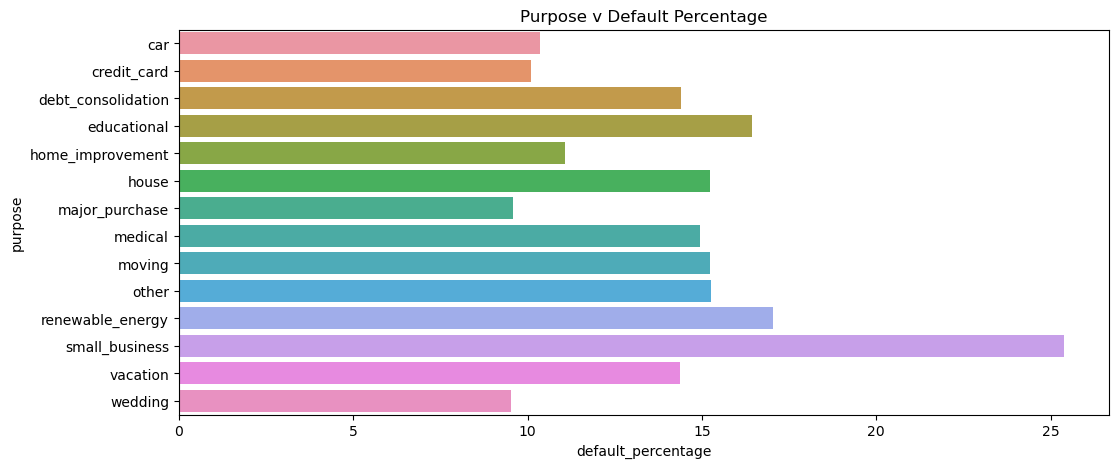 Purpose v Default Percentage
purpose
car
credit_card
debt_consolidation
educational
home_improvement
house
major_purchase
medical
moving
other
renewable_energy
small_business
vacation
wedding
0 5 10 15 20 25
default_percentage